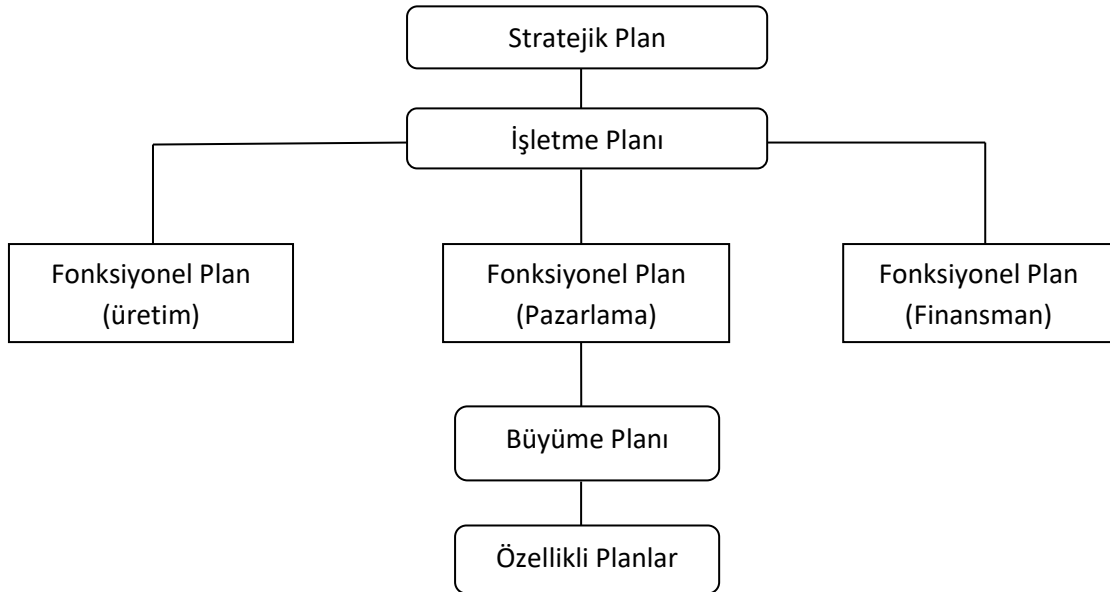 Stratejik Plan
İşletme Planı
Fonksiyonel Plan
(üretim)
Fonksiyonel Plan
(Pazarlama)
Fonksiyonel Plan
(Finansman)
Büyüme Planı
Özellikli Planlar